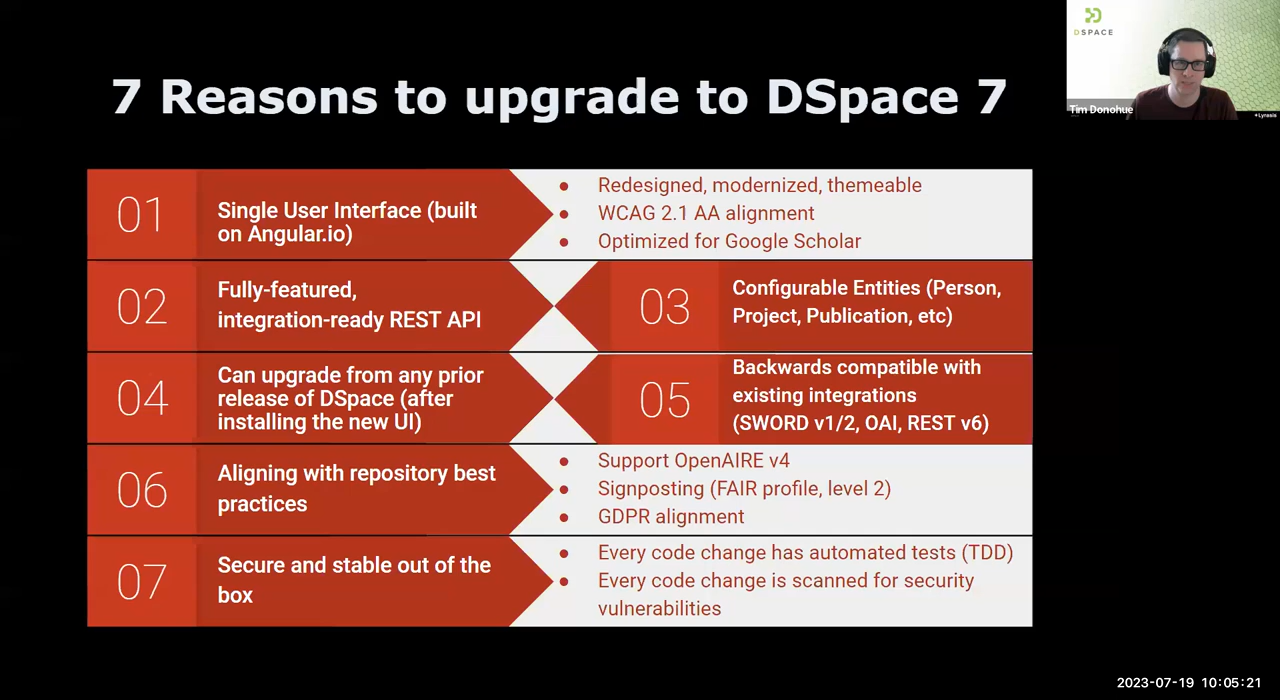 7 Reasons to upgrade to DSpace 7
DSPACE
Tim Donohue
Lyrasis
01
Single User Interface (built
on Angular.io)
● Redesigned, modernized, themeable
● WCAG 2.1 AA alignment
● Optimized for Google Scholar
02
Fully-featured,
integration-ready REST API
03
Configurable Entities (Person,
Project, Publication, etc)
04
Can upgrade from any prior
release of DSpace (after
installing the new UI)
05
Backwards compatible with
existing integrations
(SWORD v1/2, OAI, REST v6)
06
Aligning with repository best
practices
● Support OpenAIRE v4
● Signposting (FAIR profile, level 2)
● GDPR alignment
07
Secure and stable out of the
box
● Every code change has automated tests (TDD)
● Every code change is scanned for security
vulnerabilities
2023-07-19 10:05:21